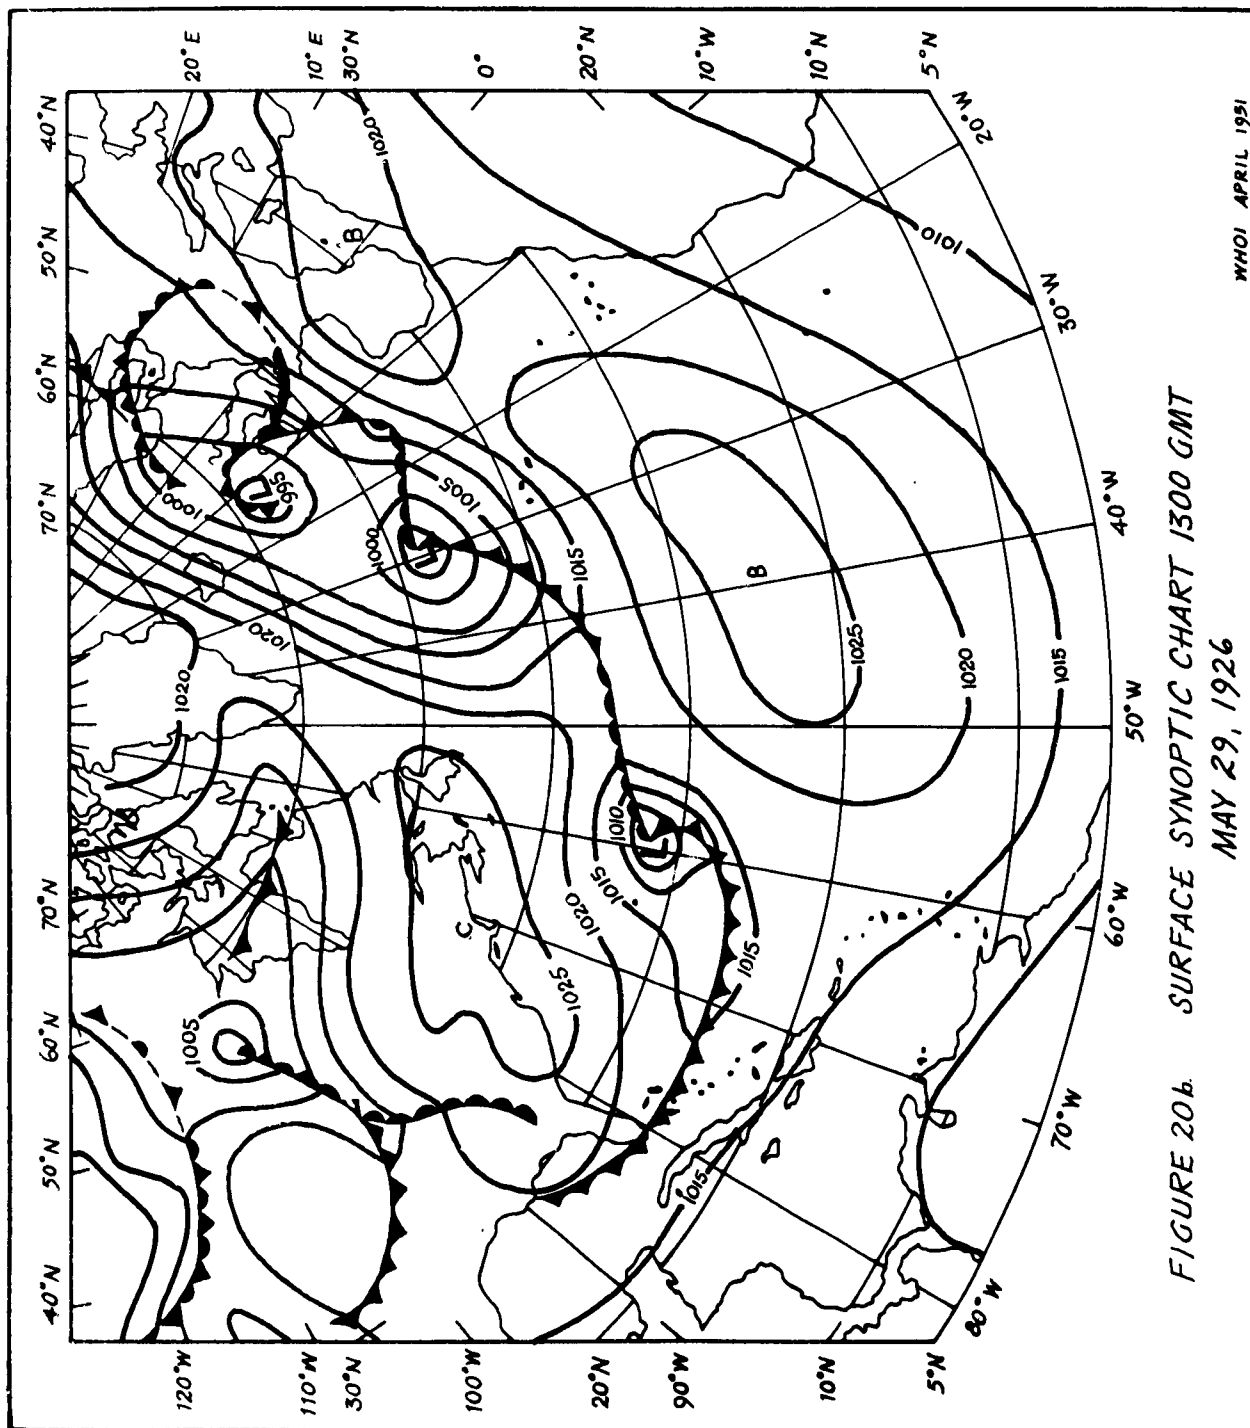 40°N
50°N
60°N
70°N
70°N
60°N
50°N
40°N
20°E
10°E
30°N
0°
20°N
10°W
10°N
5°N
20°W
30°W
40°W
50°W
60°W
70°W
80°W
120°W
110°W
30°N
100°W
20°N
90°W
10°N
5°N
1020
B
1010
995
L
1000
1000
L
1005
1015
1020
1020
B
1025
1020
1015
1010
L
1015
1020
1025
C
1015
1005
1015
FIGURE 20b. SURFACE SYNOPTIC CHART 1300 GMT
MAY 29, 1926
WHOI APRIL 1951